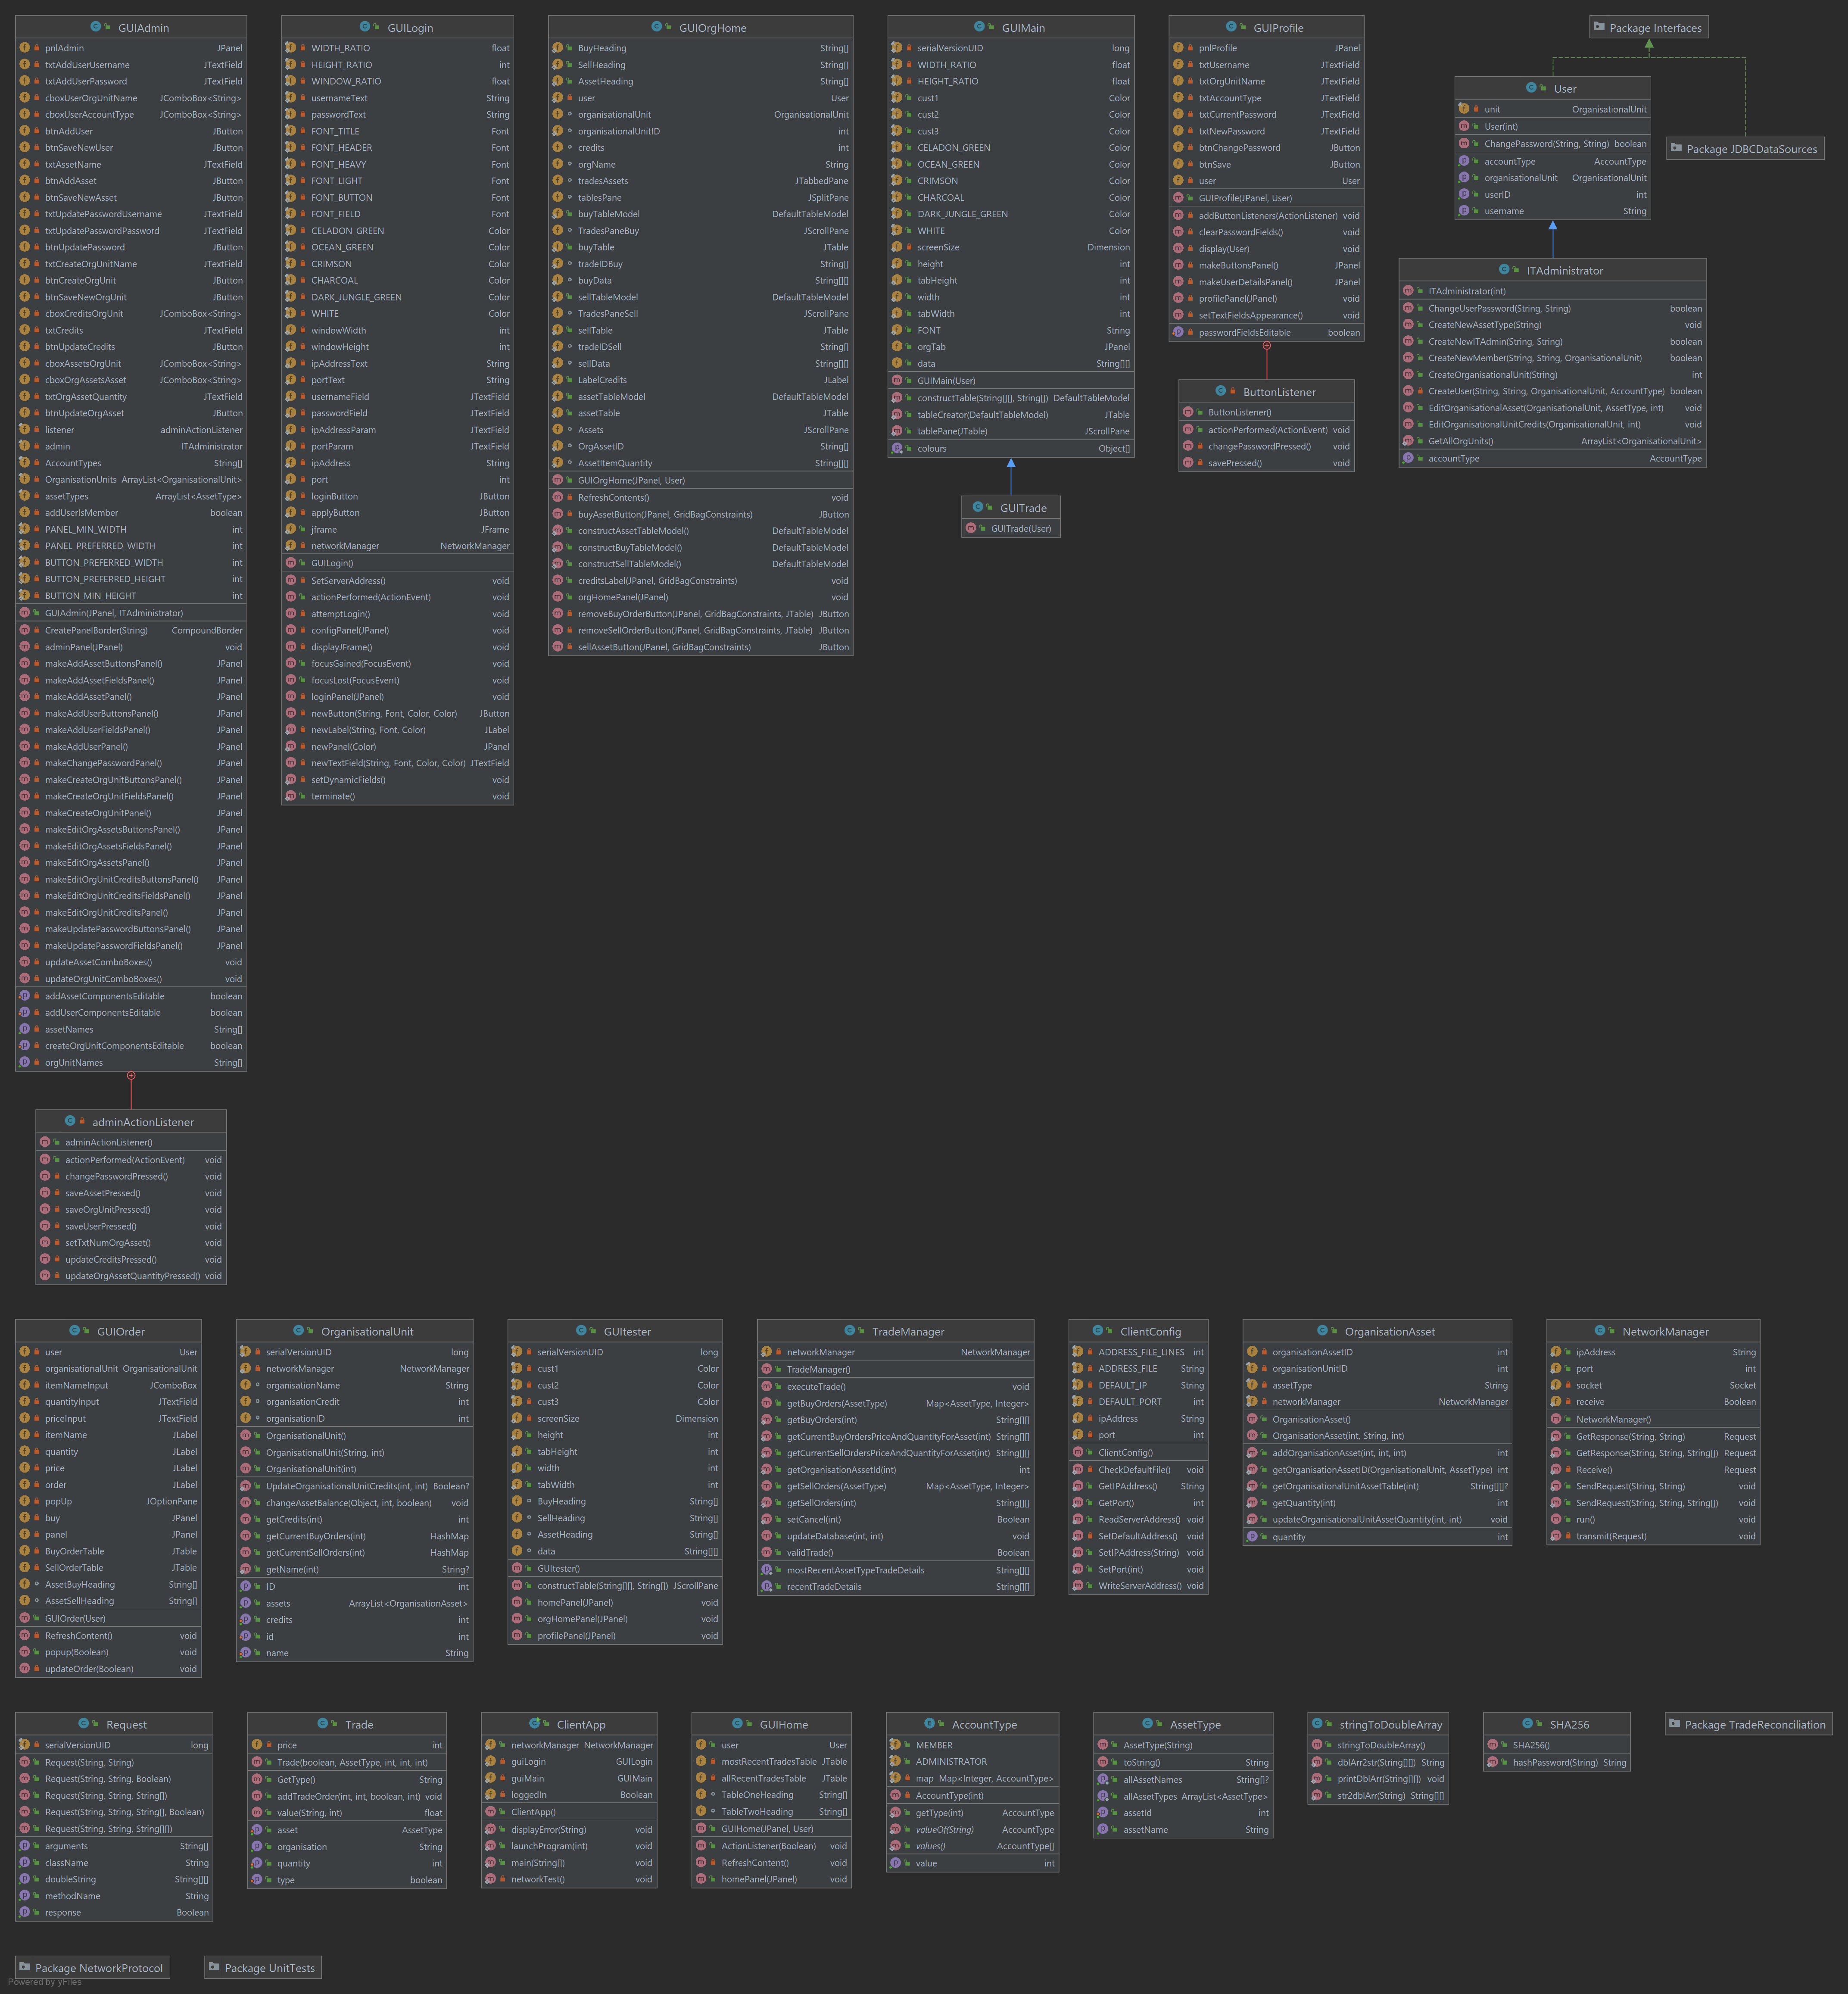 GUIAdmin
pnlAdmin JPanel
txtAddUserUsername JTextField
txtAddUserPassword JTextField
cboxUserOrgUnitName JComboBox<String>
cboxUserAccountType JComboBox<String>
btnAddUser JButton
btnSaveNewUser JButton
txtAssetName JTextField
btnAddAsset JButton
btnSaveNewAsset JButton
txtUpdatePasswordUsername JTextField
txtUpdatePasswordPassword JTextField
btnUpdatePassword JButton
txtCreateOrgUnitName JTextField
btnCreateOrgUnit JButton
btnSaveNewOrgUnit JButton
cboxCreditsOrgUnit JComboBox<String>
txtCredits JTextField
btnUpdateCredits JButton
cboxAssetsOrgUnit JComboBox<String>
cboxOrgAssetsAsset JComboBox<String>
txtOrgAssetQuantity JTextField
btnUpdateOrgAsset JButton
listener adminActionListener
admin ITAdministrator
AccountTypes String[]
OrganisationUnits ArrayList<OrganisationalUnit>
assetTypes ArrayList<AssetType>
addUserIsMember boolean
PANEL_MIN_WIDTH int
PANEL_PREFERRED_WIDTH int
BUTTON_PREFERRED_WIDTH int
BUTTON_PREFERRED_HEIGHT int
BUTTON_MIN_HEIGHT int
GUIAdmin(JPanel, ITAdministrator)
CreatePanelBorder(String) CompoundBorder
adminPanel(JPanel) void
makeAddAssetButtonsPanel() JPanel
makeAddAssetFieldsPanel() JPanel
makeAddAssetPanel() JPanel
makeAddUserButtonsPanel() JPanel
makeAddUserFieldsPanel() JPanel
makeAddUserPanel() JPanel
makeChangePasswordPanel() JPanel
makeCreateOrgUnitButtonsPanel() JPanel
makeCreateOrgUnitFieldsPanel() JPanel
makeCreateOrgUnitPanel() JPanel
makeEditOrgAssetsButtonsPanel() JPanel
makeEditOrgAssetsFieldsPanel() JPanel
makeEditOrgAssetsPanel() JPanel
makeEditOrgUnitCreditsButtonsPanel() JPanel
makeEditOrgUnitCreditsFieldsPanel() JPanel
makeEditOrgUnitCreditsPanel() JPanel
makeUpdatePasswordButtonsPanel() JPanel
makeUpdatePasswordFieldsPanel() JPanel
updateAssetComboBoxes() void
updateOrgUnitComboBoxes() void
addAssetComponentsEditable boolean
addUserComponentsEditable boolean
assetNames String[]
createOrgUnitComponentsEditable boolean
orgUnitNames String[]
adminActionListener
adminActionListener()
actionPerformed(ActionEvent) void
changePasswordPressed() void
saveAssetPressed() void
saveOrgUnitPressed() void
saveUserPressed() void
setTxtNumOrgAsset() void
updateCreditsPressed() void
updateOrgAssetQuantityPressed() void
GUILogin
WIDTH_RATIO float
HEIGHT_RATIO int
WINDOW_RATIO float
usernameText String
passwordText String
FONT_TITLE Font
FONT_HEADER Font
FONT_HEAVY Font
FONT_LIGHT Font
FONT_BUTTON Font
FONT_FIELD Font
CELADON_GREEN Color
OCEAN_GREEN Color
CRIMSON Color
CHARCOAL Color
DARK_JUNGLE_GREEN Color
WHITE Color
windowWidth int
windowHeight int
ipAddressText String
portText String
usernameField JTextField
passwordField JTextField
ipAddressParam JTextField
portParam JTextField
ipAddress String
port int
loginButton JButton
applyButton JButton
jframe JFrame
networkManager NetworkManager
GUILogin()
SetServerAddress() void
actionPerformed(ActionEvent) void
attemptLogin() void
configPanel(JPanel) void
displayJFrame() void
focusGained(FocusEvent) void
focusLost(FocusEvent) void
loginPanel(JPanel) void
newButton(String, Font, Color, Color) JButton
newLabel(String, Font, Color) JLabel
newPanel(Color) JPanel
newTextField(String, Font, Color, Color) JTextField
setDynamicFields() void
terminate() void
GUIOrgHome
BuyHeading String[]
SellHeading String[]
AssetHeading String[]
user User
organisationalUnit OrganisationalUnit
organisationalUnitID int
credits int
orgName String
tradesAssets JTabbedPane
tablesPane JSplitPane
buyTableModel DefaultTableModel
TradesPaneBuy JScrollPane
buyTable JTable
tradeIDBuy String[]
buyData String[][]
sellTableModel DefaultTableModel
TradesPaneSell JScrollPane
sellTable JTable
tradeIDSell String[]
sellData String[][]
LabelCredits JLabel
assetTableModel DefaultTableModel
assetTable JTable
Assets JScrollPane
OrgAssetID String[]
AssetItemQuantity String[][]
GUIOrgHome(JPanel, User)
RefreshContents() void
buyAssetButton(JPanel, GridBagConstraints) JButton
constructAssetTableModel() DefaultTableModel
constructBuyTableModel() DefaultTableModel
constructSellTableModel() DefaultTableModel
creditsLabel(JPanel, GridBagConstraints) void
orgHomePanel(JPanel) void
removeBuyOrderButton(JPanel, GridBagConstraints, JTable) JButton
removeSellOrderButton(JPanel, GridBagConstraints, JTable) JButton
sellAssetButton(JPanel, GridBagConstraints) JButton
GUIMain
serialVersionUID long
WIDTH_RATIO float
HEIGHT_RATIO float
cust1 Color
cust2 Color
cust3 Color
CELADON_GREEN Color
OCEAN_GREEN Color
CRIMSON Color
CHARCOAL Color
DARK_JUNGLE_GREEN Color
WHITE Color
screenSize Dimension
height int
tabHeight int
width int
tabWidth int
FONT String
orgTab JPanel
data String[][]
GUIMain(User)
constructTable(String[][], String[]) DefaultTableModel
tableCreator(DefaultTableModel) JTable
tablePane(JTable) JScrollPane
colours Object[]
GUITrade
GUITrade(User)
GUIProfile
pnlProfile JPanel
txtUsername JTextField
txtOrgUnitName JTextField
txtAccountType JTextField
txtCurrentPassword JTextField
txtNewPassword JTextField
btnChangePassword JButton
btnSave JButton
user User
GUIProfile(JPanel, User)
addButtonListeners(ActionListener) void
clearPasswordFields() void
display(User) void
makeButtonsPanel() JPanel
makeUserDetailsPanel() JPanel
profilePanel(JPanel) void
setTextFieldsAppearance() void
passwordFieldsEditable boolean
ButtonListener
ButtonListener()
actionPerformed(ActionEvent) void
changePasswordPressed() void
savePressed() void
Package Interfaces
User
unit OrganisationalUnit
User(int)
ChangePassword(String, String) boolean
accountType AccountType
organisationalUnit OrganisationalUnit
userID int
username String
Package JDBCDataSources
ITAdministrator
ITAdministrator(int)
ChangeUserPassword(String, String) boolean
CreateNewAssetType(String) void
CreateNewITAdmin(String, String) boolean
CreateNewMember(String, String, OrganisationalUnit) boolean
CreateOrganisationalUnit(String) int
CreateUser(String, String, OrganisationalUnit, AccountType) boolean
EditOrganisationalAsset(OrganisationalUnit, AssetType, int) void
EditOrganisationalUnitCredits(OrganisationalUnit, int) void
GetAllOrgUnits() ArrayList<OrganisationalUnit>
accountType AccountType
GUIOrder
user User
organisationalUnit OrganisationalUnit
itemNameInput JComboBox
quantityInput JTextField
priceInput JTextField
itemName JLabel
quantity JLabel
price JLabel
order JLabel
popUp JOptionPane
buy JPanel
panel JPanel
BuyOrderTable JTable
SellOrderTable JTable
AssetBuyHeading String[]
AssetSellHeading String[]
GUIOrder(User)
RefreshContent() void
popup(Boolean) void
updateOrder(Boolean) void
OrganisationalUnit
serialVersionUID long
networkManager NetworkManager
organisationName String
organisationCredit int
organisationID int
OrganisationalUnit()
OrganisationalUnit(String, int)
OrganisationalUnit(int)
UpdateOrganisationalUnitCredits(int, int) Boolean?
changeAssetBalance(Object, int, boolean) void
getCredits(int) int
getCurrentBuyOrders(int) HashMap
getCurrentSellOrders(int) HashMap
getName(int) String?
ID int
assets ArrayList<OrganisationAsset>
credits int
id int
name String
GUItester
serialVersionUID long
cust1 Color
cust2 Color
cust3 Color
screenSize Dimension
height int
tabHeight int
width int
tabWidth int
BuyHeading String[]
SellHeading String[]
AssetHeading String[]
data String[][]
GUItester()
constructTable(String[][], String[]) JScrollPane
homePanel(JPanel) void
orgHomePanel(JPanel) void
profilePanel(JPanel) void
TradeManager
networkManager NetworkManager
TradeManager()
executeTrade() void
getBuyOrders(AssetType) Map<AssetType, Integer>
getBuyOrders(int) String[][]
getCurrentBuyOrdersPriceAndQuantityForAsset(int) String[][]
getCurrentSellOrdersPriceAndQuantityForAsset(int) String[][]
getOrganisationAssetId(int) int
getSellOrders(AssetType) Map<AssetType, Integer>
getSellOrders(int) String[][]
setCancel(int) Boolean
updateDatabase(int, int) void
validTrade() Boolean
mostRecentAssetTypeTradeDetails String[][]
recentTradeDetails String[][]
ClientConfig
ADDRESS_FILE_LINES int
ADDRESS_FILE String
DEFAULT_IP String
DEFAULT_PORT int
ipAddress String
port int
ClientConfig()
CheckDefaultFile() void
GetIPAddress() String
GetPort() int
ReadServerAddress() void
SetDefaultAddress() void
SetIPAddress(String) void
SetPort(int) void
WriteServerAddress() void
OrganisationAsset
organisationAssetID int
organisationUnitID int
assetType String
networkManager NetworkManager
OrganisationAsset()
OrganisationAsset(int, String, int)
addOrganisationAsset(int, int, int) int
getOrganisationAssetID(OrganisationalUnit, AssetType) int
getOrganisationalUnitAssetTable(int) String[][]?
getQuantity(int) int
updateOrganisationalUnitAssetQuantity(int, int) void
quantity int
NetworkManager
ipAddress String
port int
socket Socket
receive Boolean
NetworkManager()
GetResponse(String, String) Request
GetResponse(String, String, String[]) Request
Receive() Request
SendRequest(String, String) void
SendRequest(String, String, String[]) void
run() void
transmit(Request) void
Request
serialVersionUID long
Request(String, String)
Request(String, String, Boolean)
Request(String, String, String[])
Request(String, String, String[], Boolean)
Request(String, String, String[][])
arguments String[]
className String
doubleString String[][]
methodName String
response Boolean
Trade
price int
Trade(boolean, AssetType, int, int, int)
GetType() String
addTradeOrder(int, int, boolean, int) void
value(String, int) float
asset AssetType
organisation String
quantity int
type boolean
ClientApp
networkManager NetworkManager
guiLogin GUILogin
guiMain GUIMain
loggedIn Boolean
ClientApp()
displayError(String) void
launchProgram(int) void
main(String[]) void
networkTest() void
GUIHome
user User
mostRecentTradesTable JTable
allRecentTradesTable JTable
TableOneHeading String[]
TableTwoHeading String[]
GUIHome(JPanel, User)
ActionListener(Boolean) void
RefreshContent() void
homePanel(JPanel) void
AccountType
MEMBER
ADMINISTRATOR
map Map<Integer, AccountType>
AccountType(int)
getType(int) AccountType
valueOf(String) AccountType
values() AccountType[]
value int
AssetType
AssetType(String)
toString() String
allAssetNames String[]?
allAssetTypes ArrayList<AssetType>
assetId int
assetName String
stringToDoubleArray
stringToDoubleArray()
dblArr2str(String[][]) String
printDblArr(String[][]) void
str2dblArr(String) String[][]
SHA256
SHA256()
hashPassword(String) String
Package TradeReconciliation
Package NetworkProtocol
Package UnitTests
Powered by yFiles